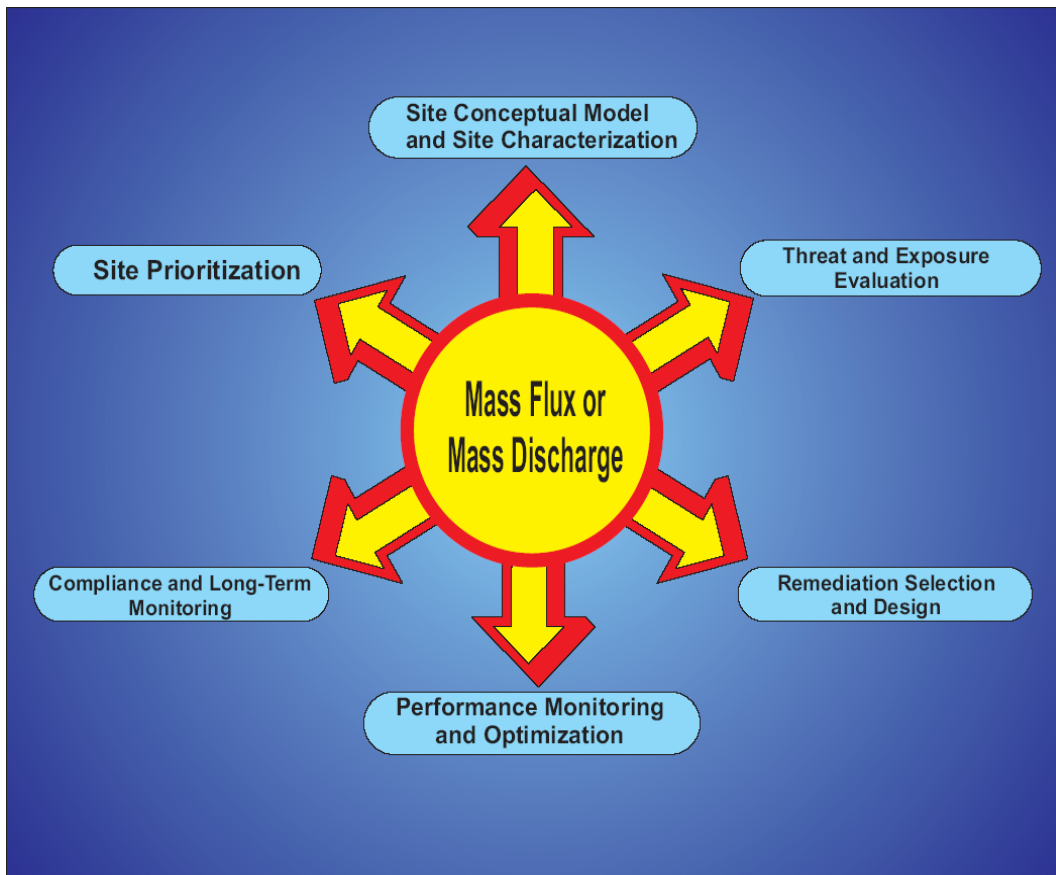 Site Conceptual Model
and Site Characterization
Site Prioritization
Threat and Exposure
Evaluation
Mass Flux or
Mass Discharge
Compliance and Long-Term
Monitoring
Remediation Selection
and Design
Performance Monitoring
and Optimization